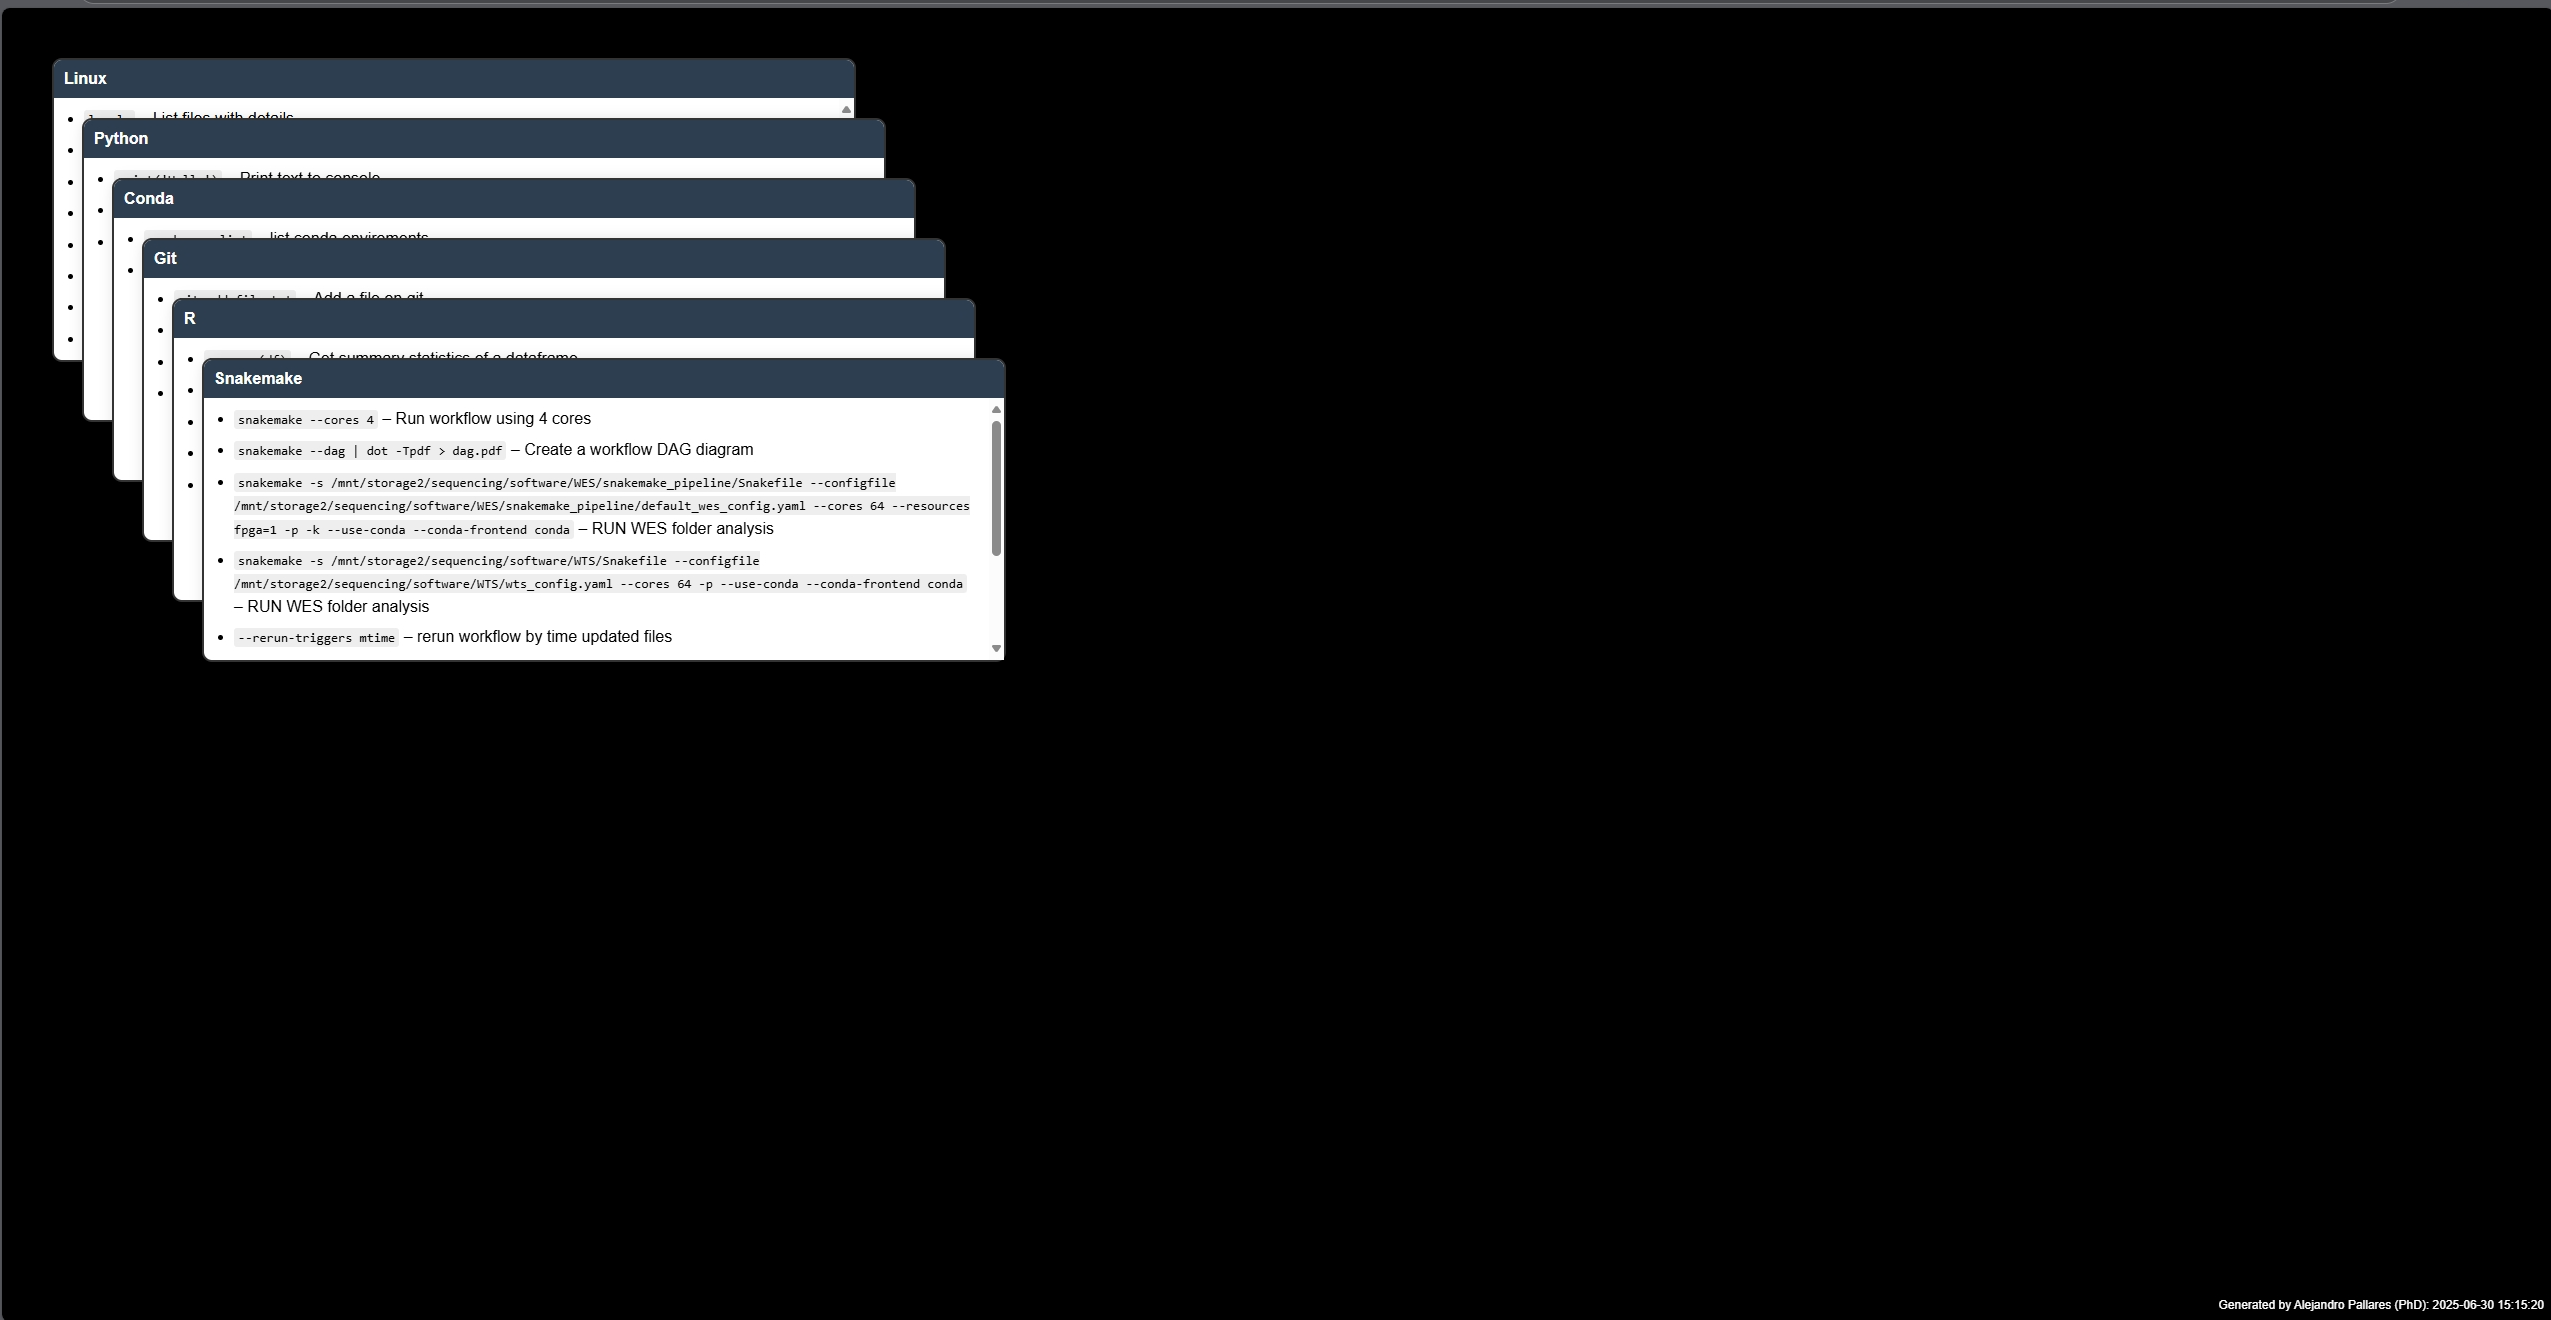 Linux
List files with details
Python
Print text to console
Conda
list conda enviroments
Git
Add a file on git
R
Get summary statistics of a dataframe
Snakemake
snakemake --cores 4 – Run workflow using 4 cores
snakemake --dag | dot -Tpdf > dag.pdf – Create a workflow DAG diagram
snakemake -s /mnt/storage2/sequencing/software/WES/snakemake_pipeline/Snakefile --configfile
/mnt/storage2/sequencing/software/WES/snakemake_pipeline/default_wes_config.yaml --cores 64 --resources
fpga=1 -p -k --use-conda --conda-frontend conda – RUN WES folder analysis
snakemake -s /mnt/storage2/sequencing/software/WTS/Snakefile --configfile
/mnt/storage2/sequencing/software/WTS/wts_config.yaml --cores 64 -p --use-conda --conda-frontend conda
– RUN WES folder analysis
--rerun-triggers mtime – rerun workflow by time updated files
Generated by Alejandro Pallares (PhD): 2025-06-30 15:15:20